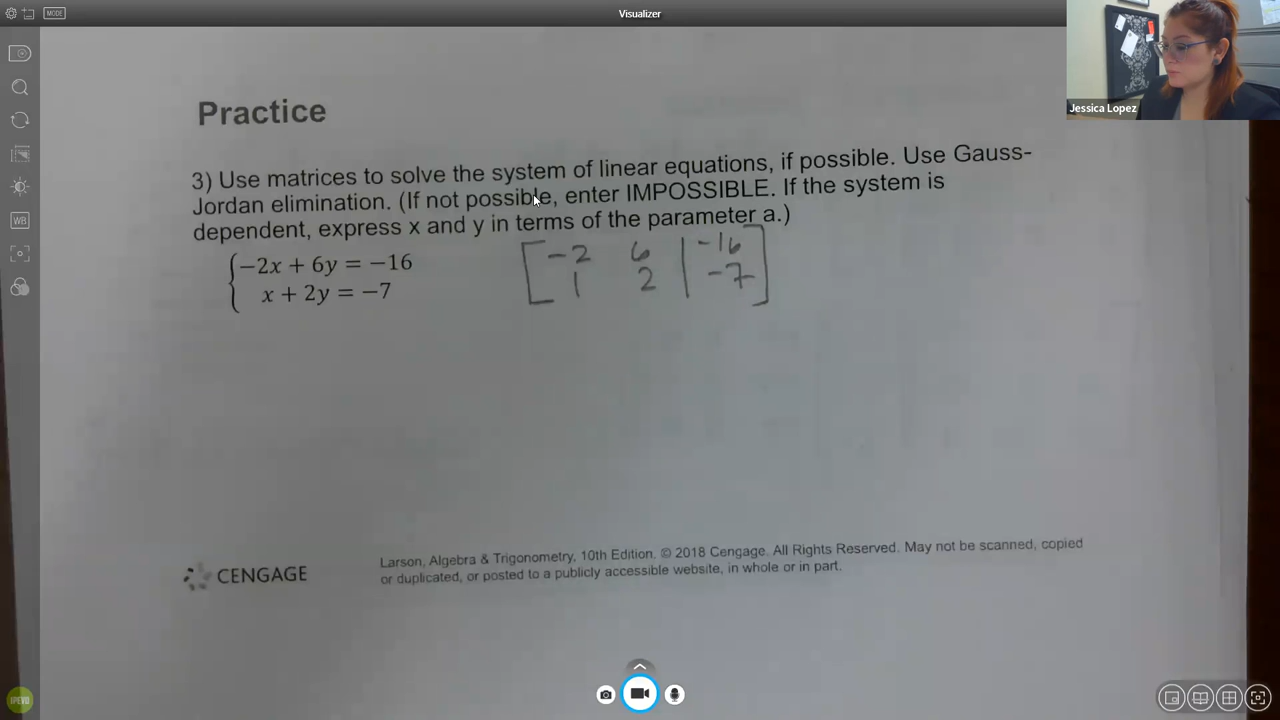 MODE
Visualizer
Jessica Lopez
Practice
3) Use matrices to solve the system of linear equations, if possible. Use Gauss-
Jordan elimination. (If not possible, enter IMPOSSIBLE. If the system is
dependent, express x and y in terms of the parameter a.)
−2x + 6y = −16
x + 2y = −7
-2 6 | -16
1 2 | -7
CENGAGE
Larson, Algebra & Trigonometry, 10th Edition. © 2018 Cengage. All Rights Reserved. May not be scanned, copied
or duplicated, or posted to a publicly accessible website, in whole or in part.
WB
IPEVO